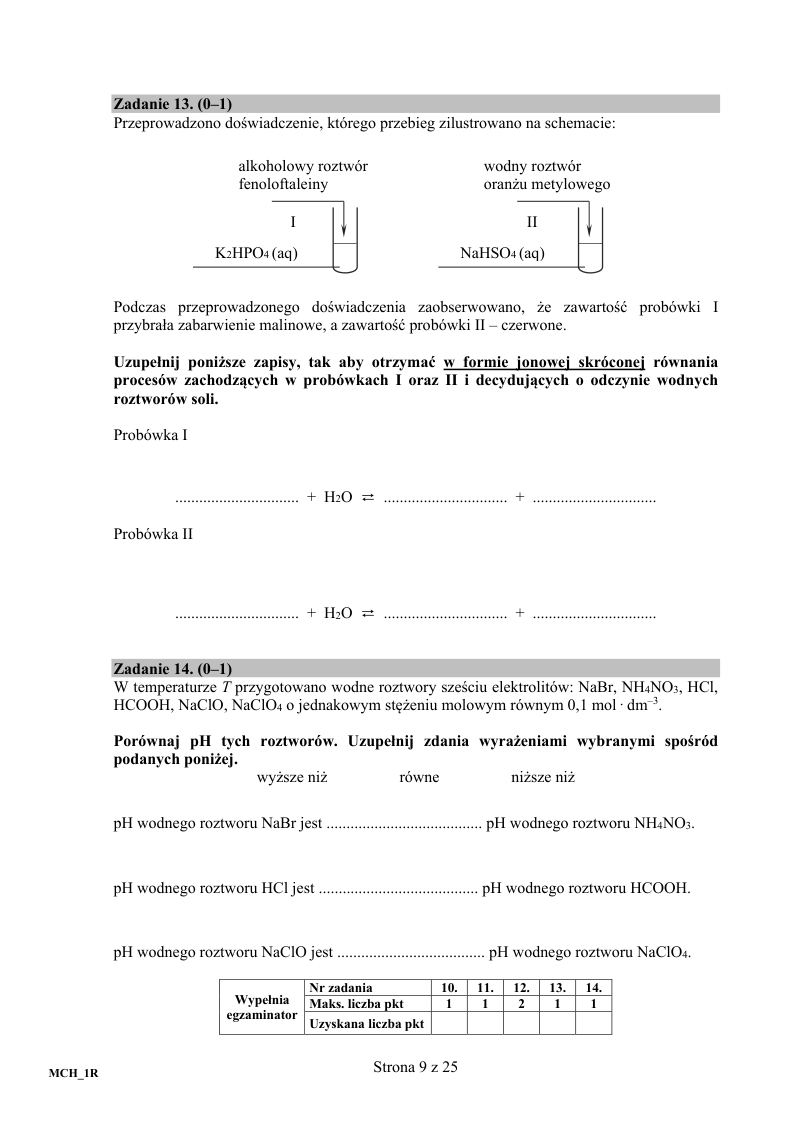 Zadanie 13. (0–1)
Przeprowadzono doświadczenie, którego przebieg zilustrowano na schemacie:
alkoholowy roztwór
fenoloftaleiny
wodny roztwór
oranżu metylowego
I
II
K2HPO4 (aq)
NaHSO4 (aq)
Podczas przeprowadzonego doświadczenia zaobserwowano, że zawartość probówki I
przybrała zabarwienie malinowe, a zawartość probówki II – czerwone.
Uzupełnij poniższe zapisy, tak aby otrzymać w formie jonowej skróconej równania
procesów zachodzących w probówkach I oraz II i decydujących o odczynie wodnych
roztworów soli.
Probówka I
............................... + H2O ⇄ ............................... + ...............................
Probówka II
............................... + H2O ⇄ ............................... + ...............................
Zadanie 14. (0–1)
W temperaturze T przygotowano wodne roztwory sześciu elektrolitów: NaBr, NH4NO3, HCl,
HCOOH, NaClO, NaClO4 o jednakowym stężeniu molowym równym 0,1 mol · dm–3.
Porównaj pH tych roztworów. Uzupełnij zdania wyrażeniami wybranymi spośród
podanych poniżej.
wyższe niż równe niższe niż
pH wodnego roztworu NaBr jest ....................................... pH wodnego roztworu NH4NO3.
pH wodnego roztworu HCl jest ........................................ pH wodnego roztworu HCOOH.
pH wodnego roztworu NaClO jest ..................................... pH wodnego roztworu NaClO4.
Wypełnia
egzaminator
Nr zadania 10. 11. 12. 13. 14.
Maks. liczba pkt 1 1 2 1 1
Uzyskana liczba pkt
Strona 9 z 25
MCH_1R